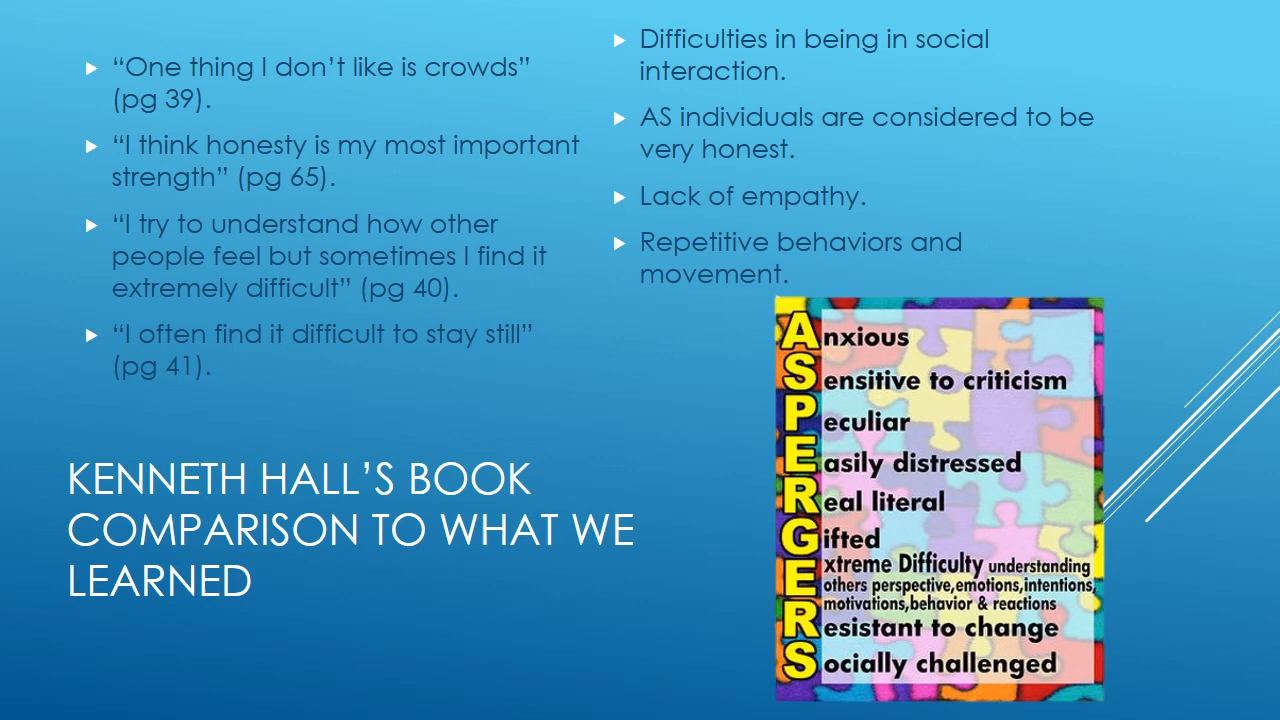 “One thing I don’t like is crowds”
(pg 39).
“I think honesty is my most important
strength” (pg 65).
“I try to understand how other
people feel but sometimes I find it
extremely difficult” (pg 40).
“I often find it difficult to stay still”
(pg 41).
Difficulties in being in social
interaction.
AS individuals are considered to be
very honest.
Lack of empathy.
Repetitive behaviors and
movement.
KENNETH HALL’S BOOK
COMPARISON TO WHAT WE
LEARNED
Anxious
Sensitive to criticism
Peculiar
Easily distressed
Real literal
Gifted
Extreme Difficulty understanding
others perspective,emotions,intentions,
motivations,behavior & reactions
Resistant to change
Socially challenged